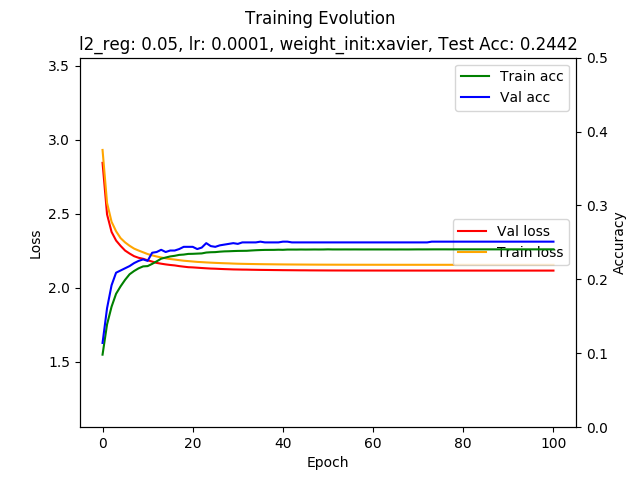 Training Evolution
l2_reg: 0.05, lr: 0.0001, weight_init:xavier, Test Acc: 0.2442
3.5
3.0
2.5
2.0
1.5
Loss
0.5
0.4
0.3
0.2
0.1
0.0
Accuracy
Train acc
Val acc
Val loss
Train loss
0 20 40 60 80 100
Epoch